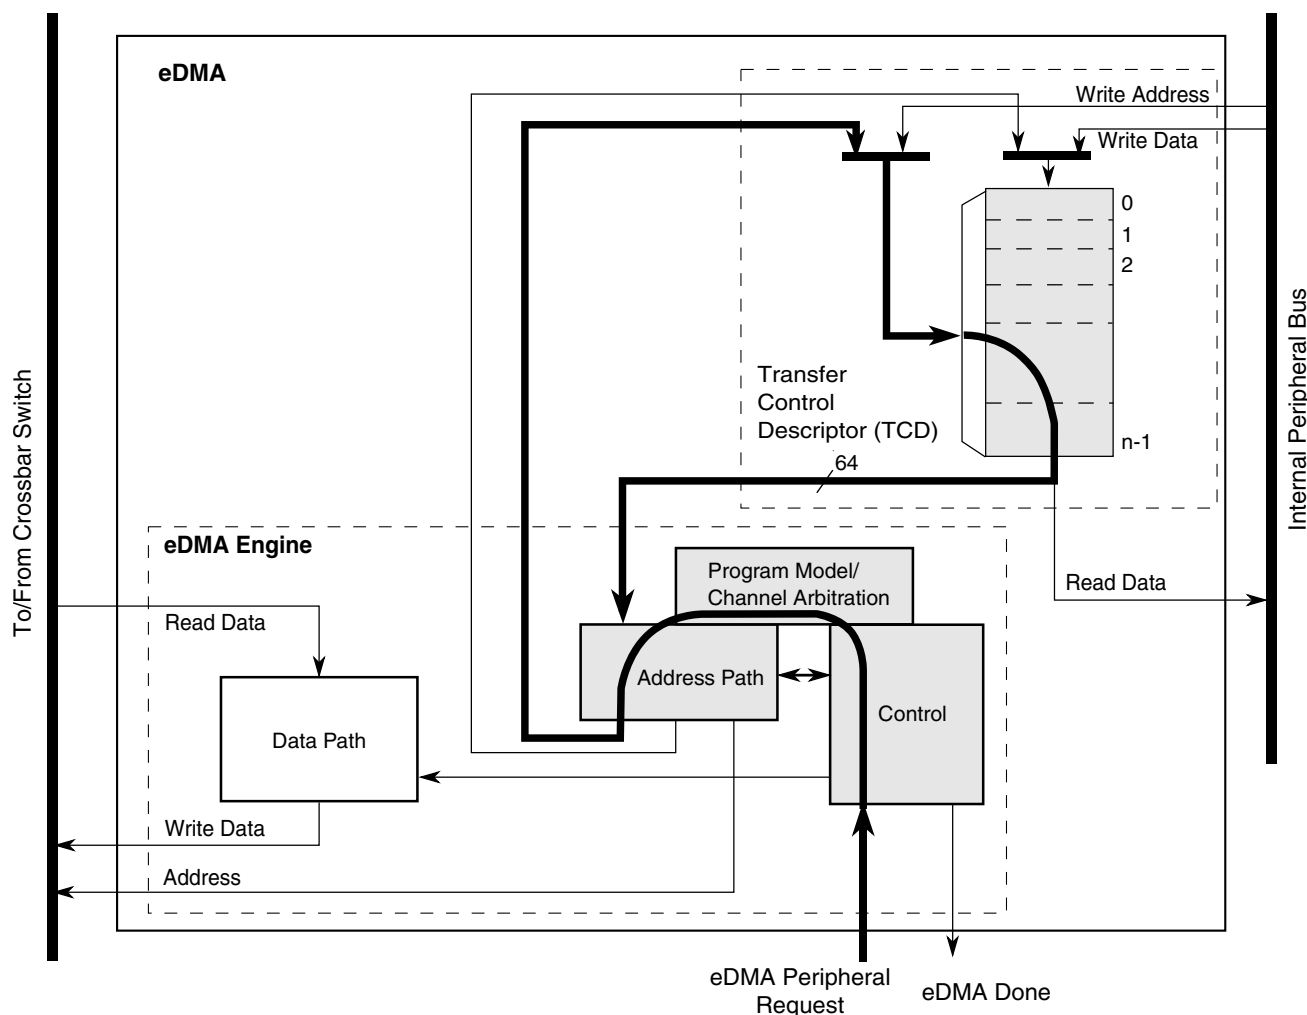 eDMA
Write Address
Write Data
0
1
2
n-1
Transfer
Control
Descriptor (TCD)
64
To/From Crossbar Switch
Internal Peripheral Bus
eDMA Engine
Program Model/
Channel Arbitration
Read Data
Read Data
Address Path
Control
Data Path
Write Data
Address
eDMA Peripheral
Request
eDMA Done